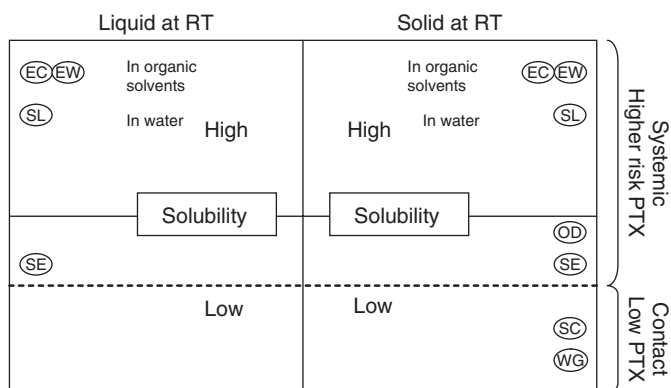 Liquid at RT
Solid at RT
EC EW
In organic
solvents
In organic
solvents
EC EW
SL
In water
High
High
In water
SL
Systemic
Higher risk PTX
Solubility
Solubility
OD
SE
SE
Low
Low
SC
WG
Contact
Low PTX